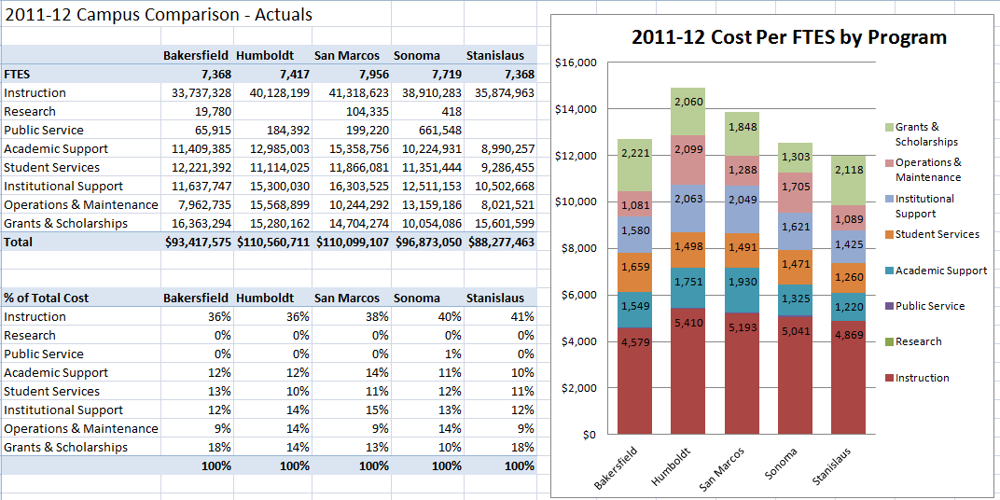 2011-12 Campus Comparison - Actuals
Bakersfield Humboldt San Marcos Sonoma Stanislaus
FTES 7,368 7,417 7,956 7,719 7,368
Instruction 33,737,328 40,128,199 41,318,623 38,910,283 35,874,963
Research 19,780 104,335 418
Public Service 65,915 184,392 199,220 661,548
Academic Support 11,409,385 12,985,003 15,358,756 10,224,931 8,990,257
Student Services 12,221,392 11,114,025 11,866,081 11,351,444 9,286,455
Institutional Support 11,637,747 15,300,030 16,303,525 12,511,153 10,502,668
Operations & Maintenance 7,962,735 15,568,899 10,244,292 13,159,186 8,021,521
Grants & Scholarships 16,363,294 15,280,162 14,704,274 10,054,086 15,601,599
Total $93,417,575 $110,560,711 $110,099,107 $96,873,050 $88,277,463
% of Total Cost Bakersfield Humboldt San Marcos Sonoma Stanislaus
Instruction 36% 36% 38% 40% 41%
Research 0% 0% 0% 0% 0%
Public Service 0% 0% 0% 1% 0%
Academic Support 12% 12% 14% 11% 10%
Student Services 13% 10% 11% 12% 11%
Institutional Support 12% 14% 15% 13% 12%
Operations & Maintenance 9% 14% 9% 14% 9%
Grants & Scholarships 18% 14% 13% 10% 18%
100% 100% 100% 100% 100%
2011-12 Cost Per FTES by Program
$16,000
$14,000
$12,000
$10,000
$8,000
$6,000
$4,000
$2,000
$0
2,221
1,081
1,580
1,659
1,549
4,579
2,060
2,099
2,063
1,498
1,751
5,410
1,848
1,288
2,049
1,491
1,930
5,193
1,303
1,705
1,621
1,471
1,325
5,041
2,118
1,089
1,425
1,260
1,220
4,869
Bakersfield
Humboldt
San Marcos
Sonoma
Stanislaus
Grants &
Scholarships
Operations &
Maintenance
Institutional
Support
Student Services
Academic Support
Public Service
Research
Instruction